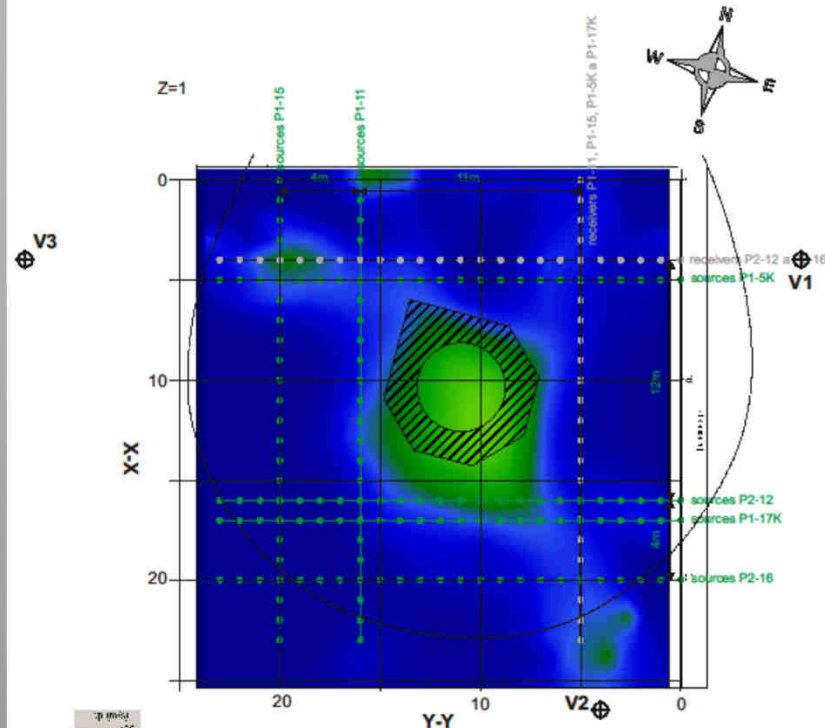 N
W
E
S
Z=1
sources P1-15
sources P1-11
receivers P1-11, P1-15, P1-5K a P1-17K
4m
11m
0
V3
receivers P2-12 a 16
V1
sources P1-5K
10
12m
X-X
sources P2-12
sources P1-17K
4m
20
sources P2-16
20
10
0
V2
Y-Y